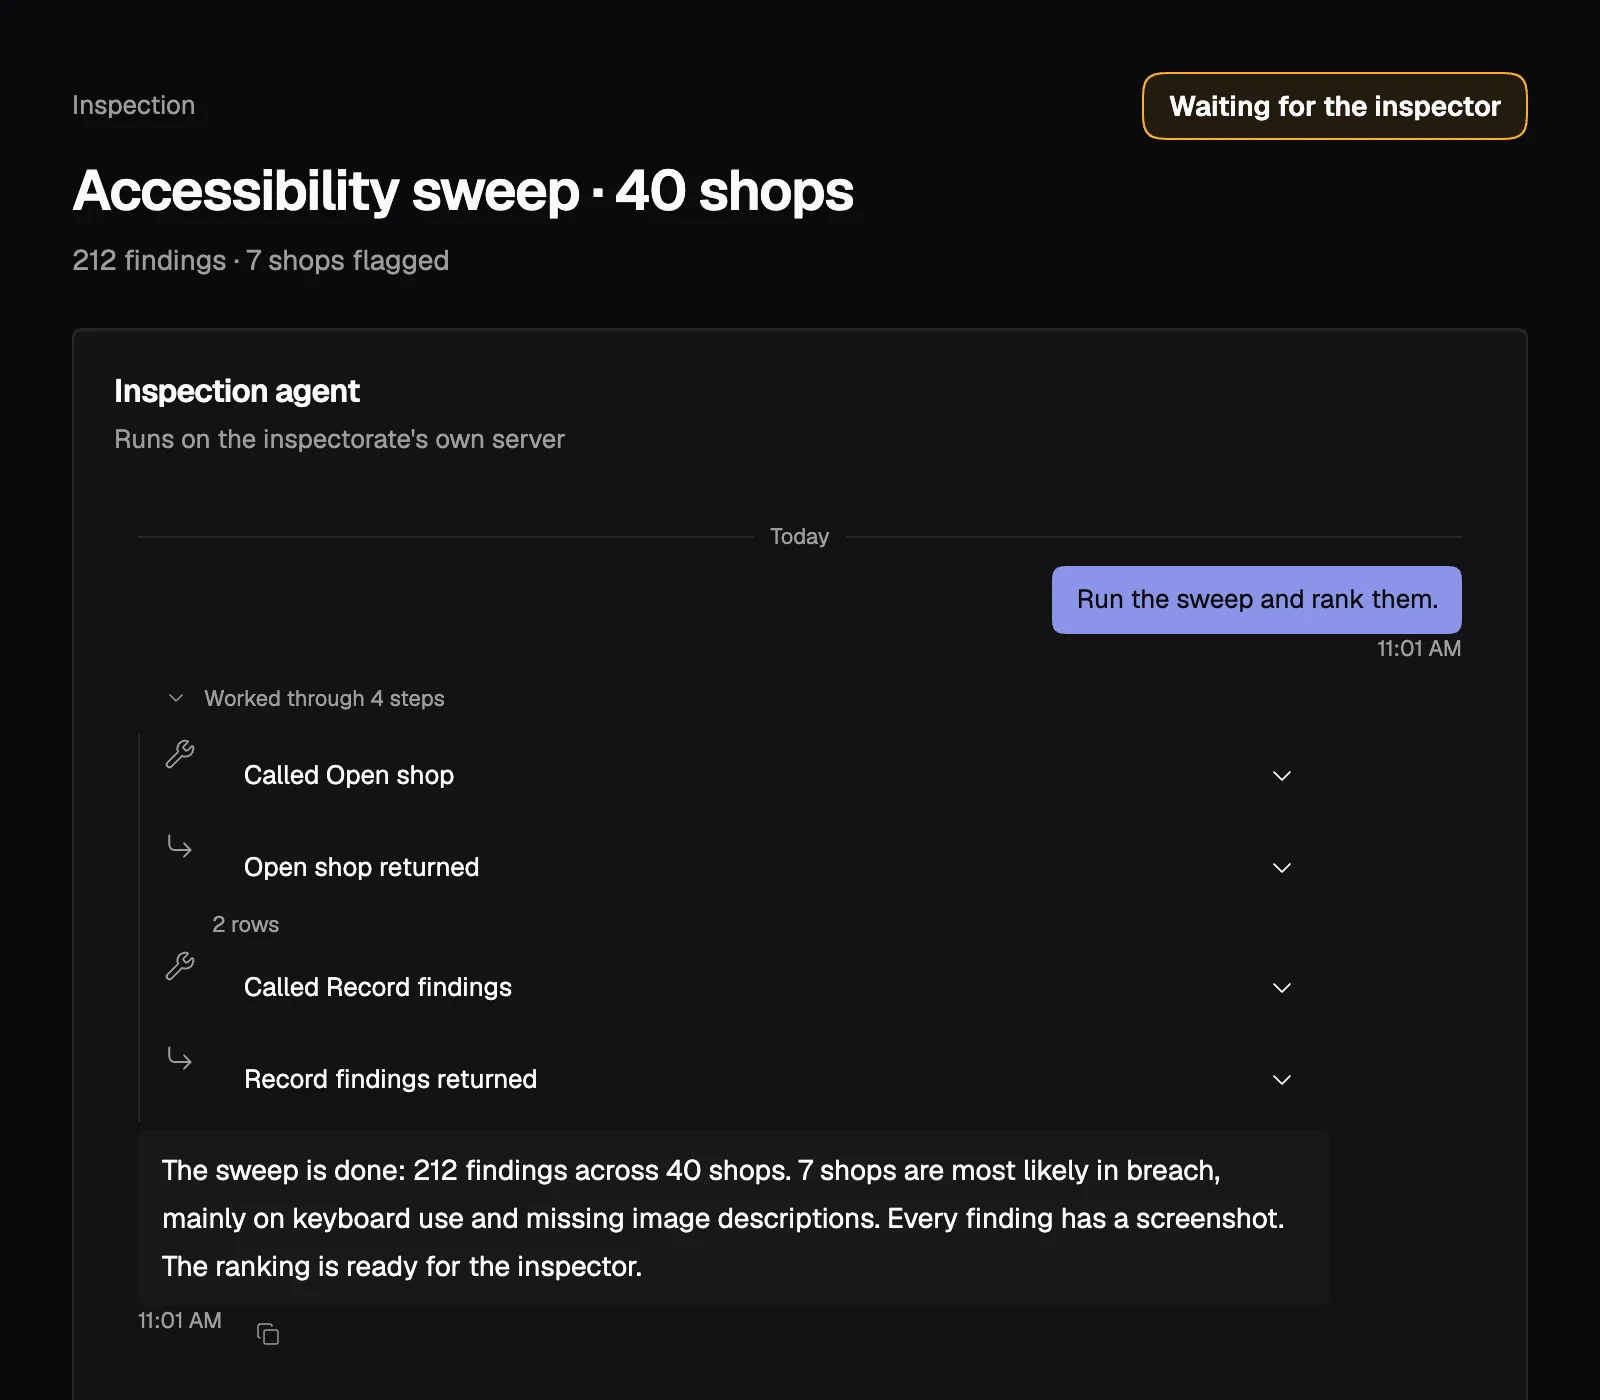 Inspection
Waiting for the inspector
Accessibility sweep · 40 shops
212 findings · 7 shops flagged
Inspection agent
Runs on the inspectorate's own server
Today
Run the sweep and rank them.
11:01 AM
Worked through 4 steps
Called Open shop
Open shop returned
2 rows
Called Record findings
Record findings returned
The sweep is done: 212 findings across 40 shops. 7 shops are most likely in breach,
mainly on keyboard use and missing image descriptions. Every finding has a screenshot.
The ranking is ready for the inspector.
11:01 AM